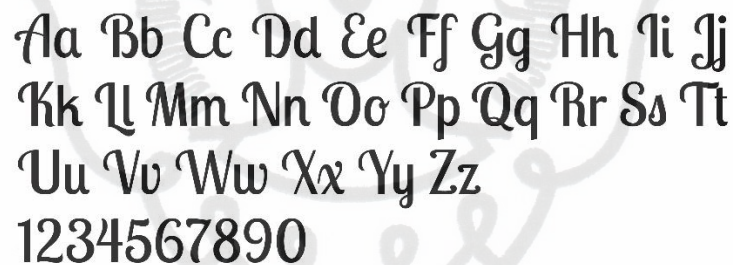 Aa Bb Cc Dd Ee Ff Gg Hh Ii Jj
Kk Ll Mm Nn Oo Pp Qq Rr Ss Tt
Uu Vv Ww Xx Yy Zz
1234567890